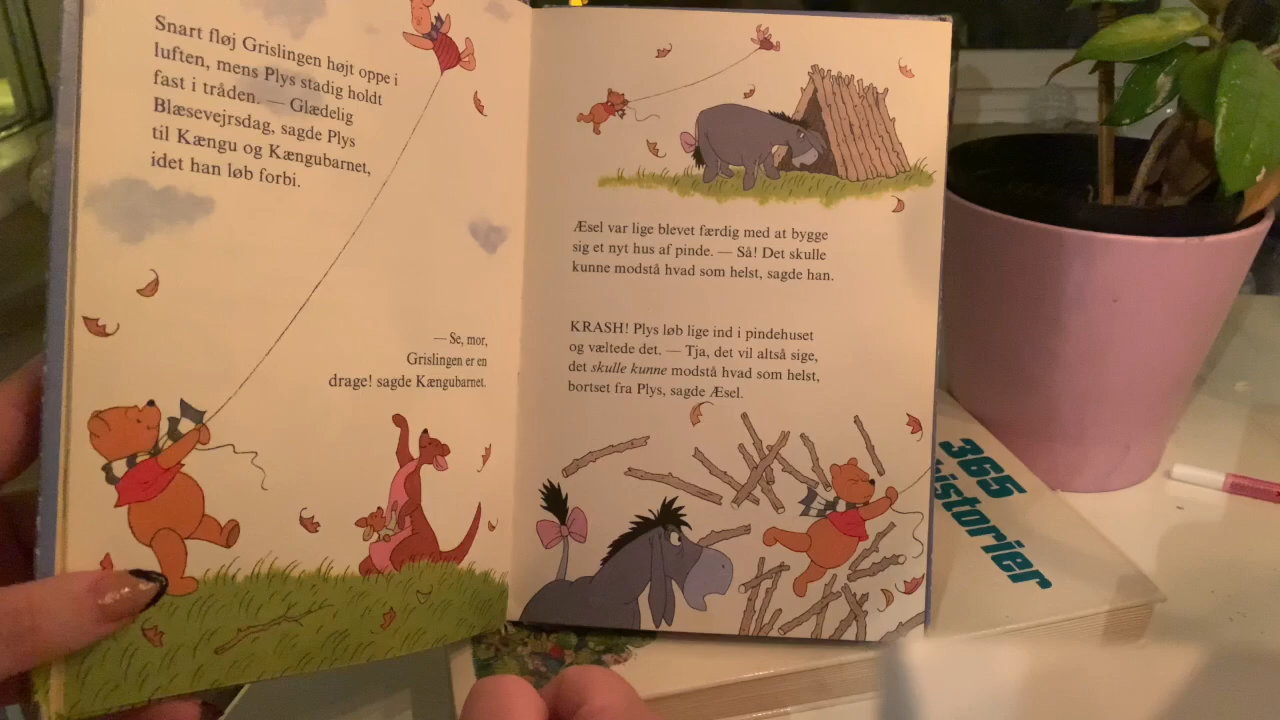 Snart fløj Grislingen højt oppe i
luften, mens Plys stadig holdt
fast i tråden. — Glædelig
Blæsevejrsdag, sagde Plys
til Kængu og Kængubarnet,
idet han løb forbi.
— Se, mor,
Grislingen er en
drage! sagde Kængubarnet.
Æsel var lige blevet færdig med at bygge
sig et nyt hus af pinde. — Så! Det skulle
kunne modstå hvad som helst, sagde han.
KRASH! Plys løb lige ind i pindehuset
og væltede det. — Tja, det vil altså sige,
det skulle kunne modstå hvad som helst,
bortset fra Plys, sagde Æsel.
365
historier